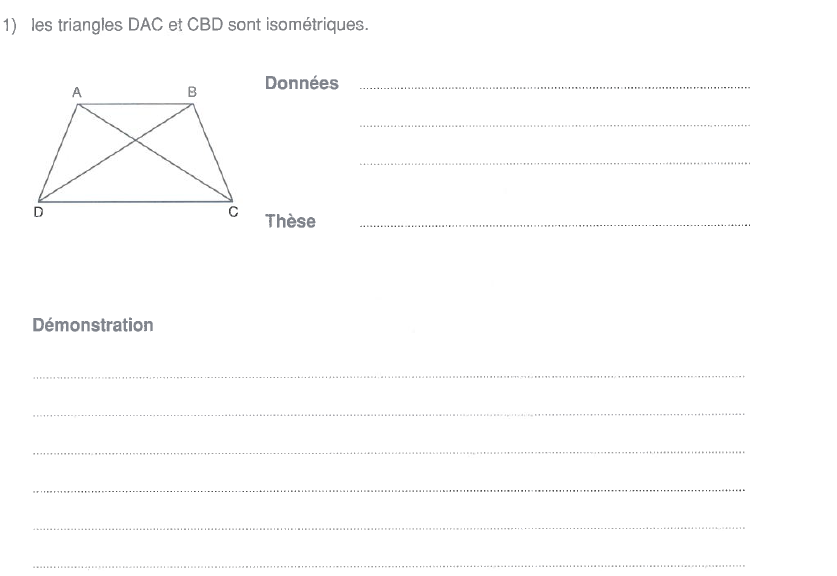 1) les triangles DAC et CBD sont isométriques.
A B
Données
D C
Thèse
Démonstration